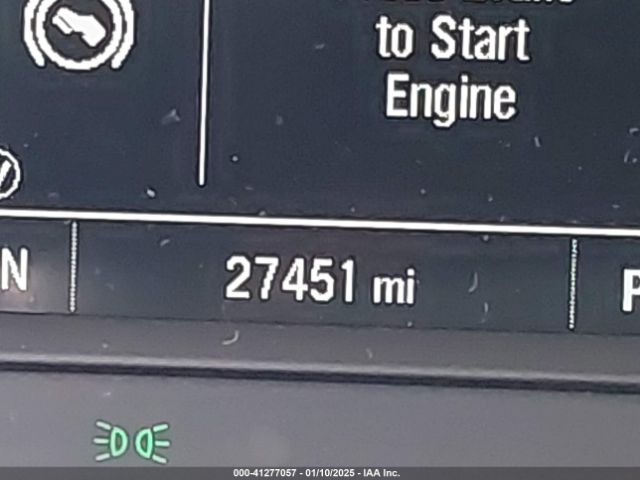 to Start
Engine
N
27451 mi
P
000-41277057 - 01/10/2025 - IAA Inc.